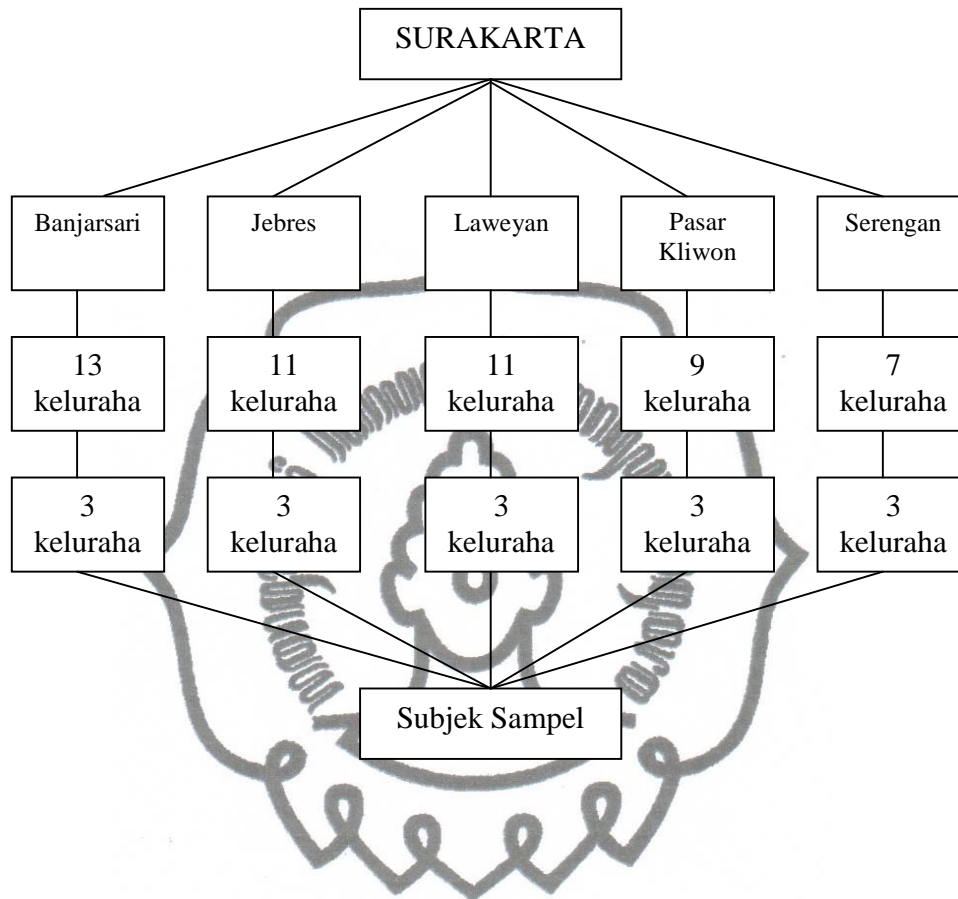 SURAKARTA
Banjarsari
Jebres
Laweyan
Pasar
Kliwon
Serengan
13
keluraha
11
keluraha
11
keluraha
9
keluraha
7
keluraha
3
keluraha
3
keluraha
3
keluraha
3
keluraha
3
keluraha
Subjek Sampel